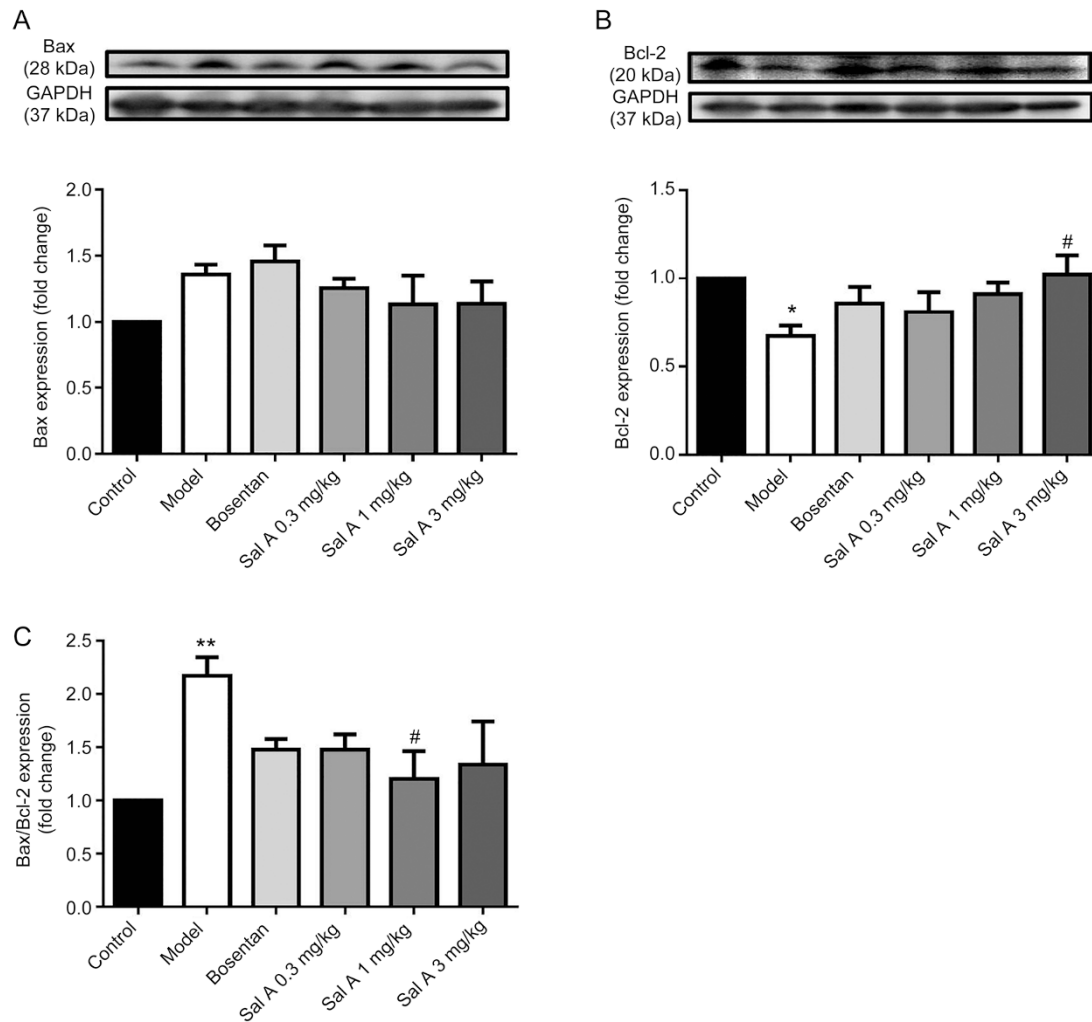 A
Bax
(28 kDa)
GAPDH
(37 kDa)
Bax expression (fold change)
2.0
1.5
1.0
0.5
0.0
Control
Model
Bosentan
Sal A 0.3 mg/kg
Sal A 1 mg/kg
Sal A 3 mg/kg
B
Bcl-2
(20 kDa)
GAPDH
(37 kDa)
Bcl-2 expression (fold change)
1.5
1.0
0.5
0.0
*
#
Control
Model
Bosentan
Sal A 0.3 mg/kg
Sal A 1 mg/kg
Sal A 3 mg/kg
C
Bax/Bcl-2 expression
(fold change)
2.5
2.0
1.5
1.0
0.5
0.0
**
#
Control
Model
Bosentan
Sal A 0.3 mg/kg
Sal A 1 mg/kg
Sal A 3 mg/kg